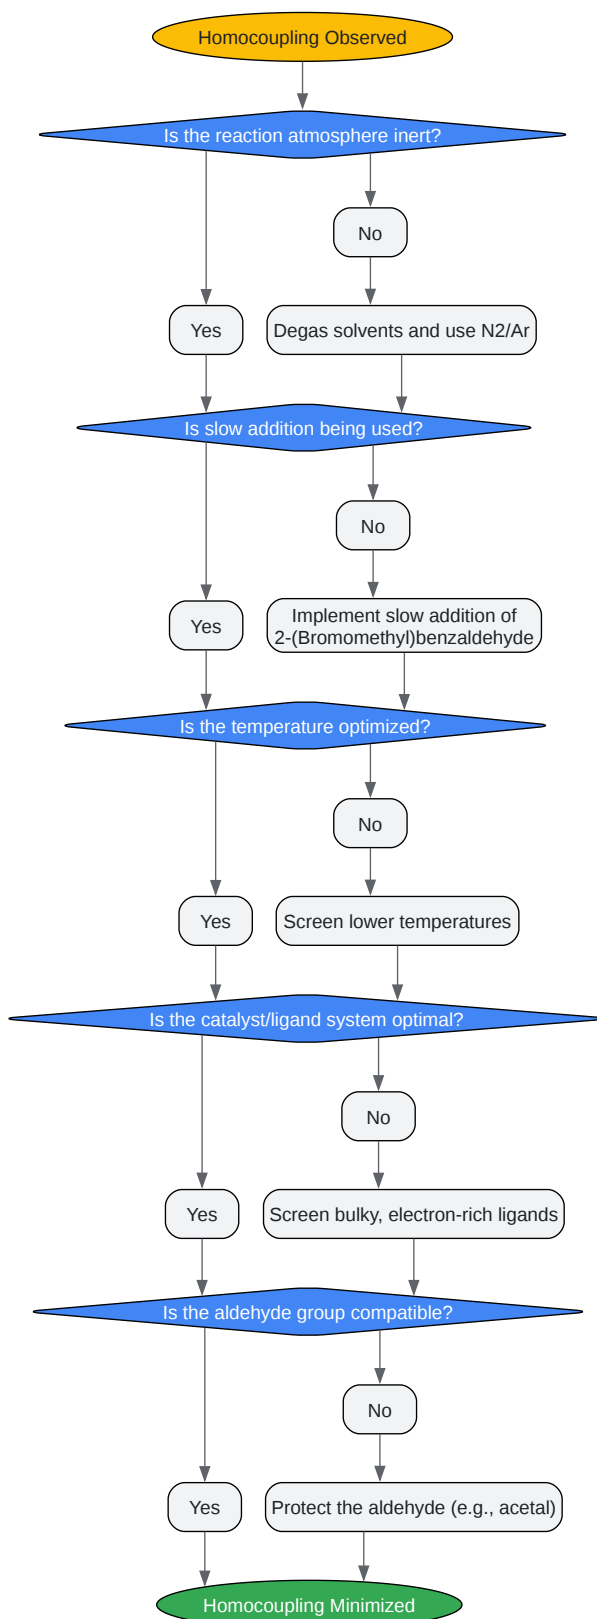 Homocoupling Observed
Is the reaction atmosphere inert?
No
Yes
Degas solvents and use N2/Ar
Is slow addition being used?
No
Yes
Implement slow addition of
2-(Bromomethyl)benzaldehyde
Is the temperature optimized?
No
Yes
Screen lower temperatures
Is the catalyst/ligand system optimal?
No
Yes
Screen bulky, electron-rich ligands
Is the aldehyde group compatible?
No
Yes
Protect the aldehyde (e.g., acetal)
Homocoupling Minimized